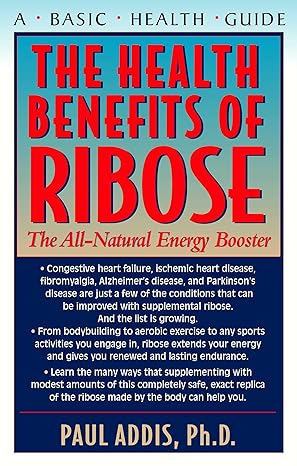 A • BASIC • HEALTH • GUIDE
THE HEALTH
BENEFITS OF
RIBOSE
The All-Natural Energy Booster
• Congestive heart failure, ischemic heart disease,
fibromyalgia, Alzheimer's disease, and Parkinson's
disease are just a few of the conditions that can
be improved with supplemental ribose.
And the list is growing.
• From bodybuilding to aerobic exercise to any sports
activities you engage in, ribose extends your energy
and gives you renewed and lasting endurance.
• Learn the many ways that supplementing with
modest amounts of this completely safe, exact replica
of the ribose made by the body can help you.
PAUL ADDIS, Ph.D.